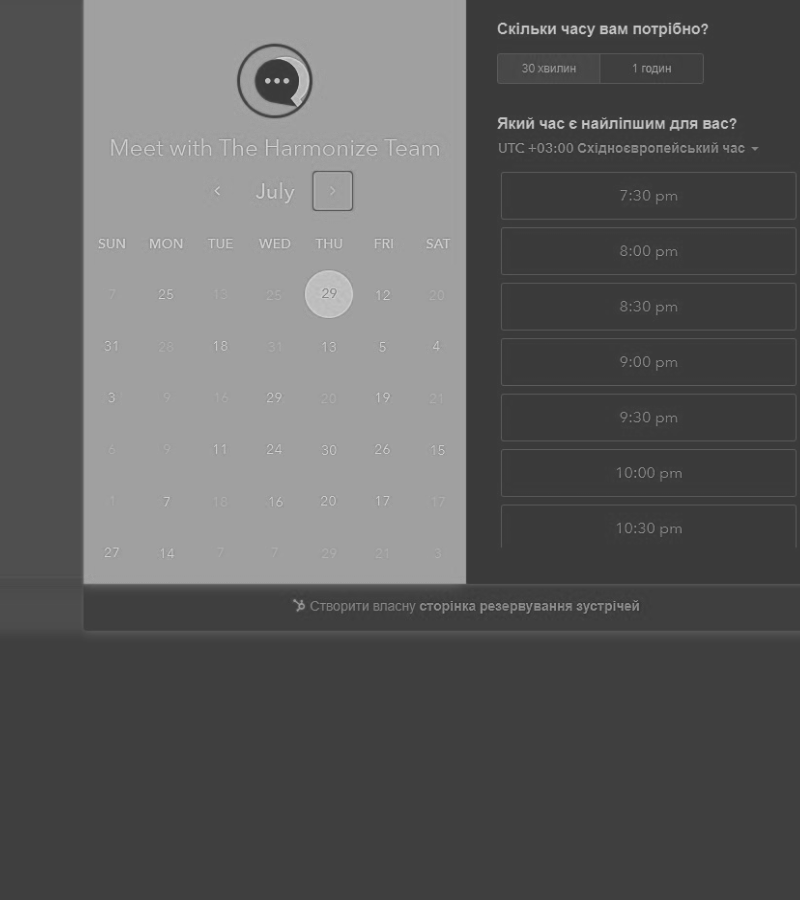 Meet with The Harmonize Team
July
SUN MON TUE WED THU FRI SAT
7 25 13 25 29 12 20
31 28 18 31 13 5 4
3 9 16 29 20 19 21
6 9 11 24 30 26 15
1 7 18 16 20 17 17
27 14 7 7 29 21 3
Скільки часу вам потрібно?
30 хвилин 1 годин
Який час є найліпшим для вас?
UTC +03:00 Східноєвропейський час
7:30 pm
8:00 pm
8:30 pm
9:00 pm
9:30 pm
10:00 pm
10:30 pm
Створити власну сторінка резервування зустрічей